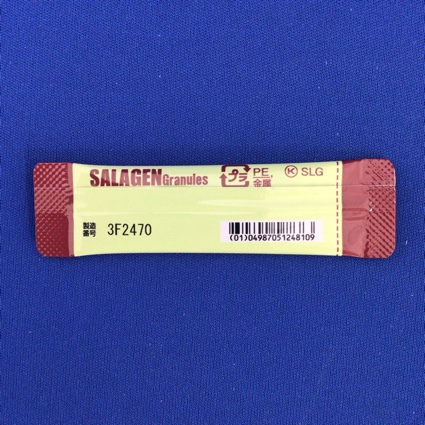 SALAGEN Granules
プラ PE, 金属
Ⓚ SLG
製造番号 3F2470
(01)04987051248109